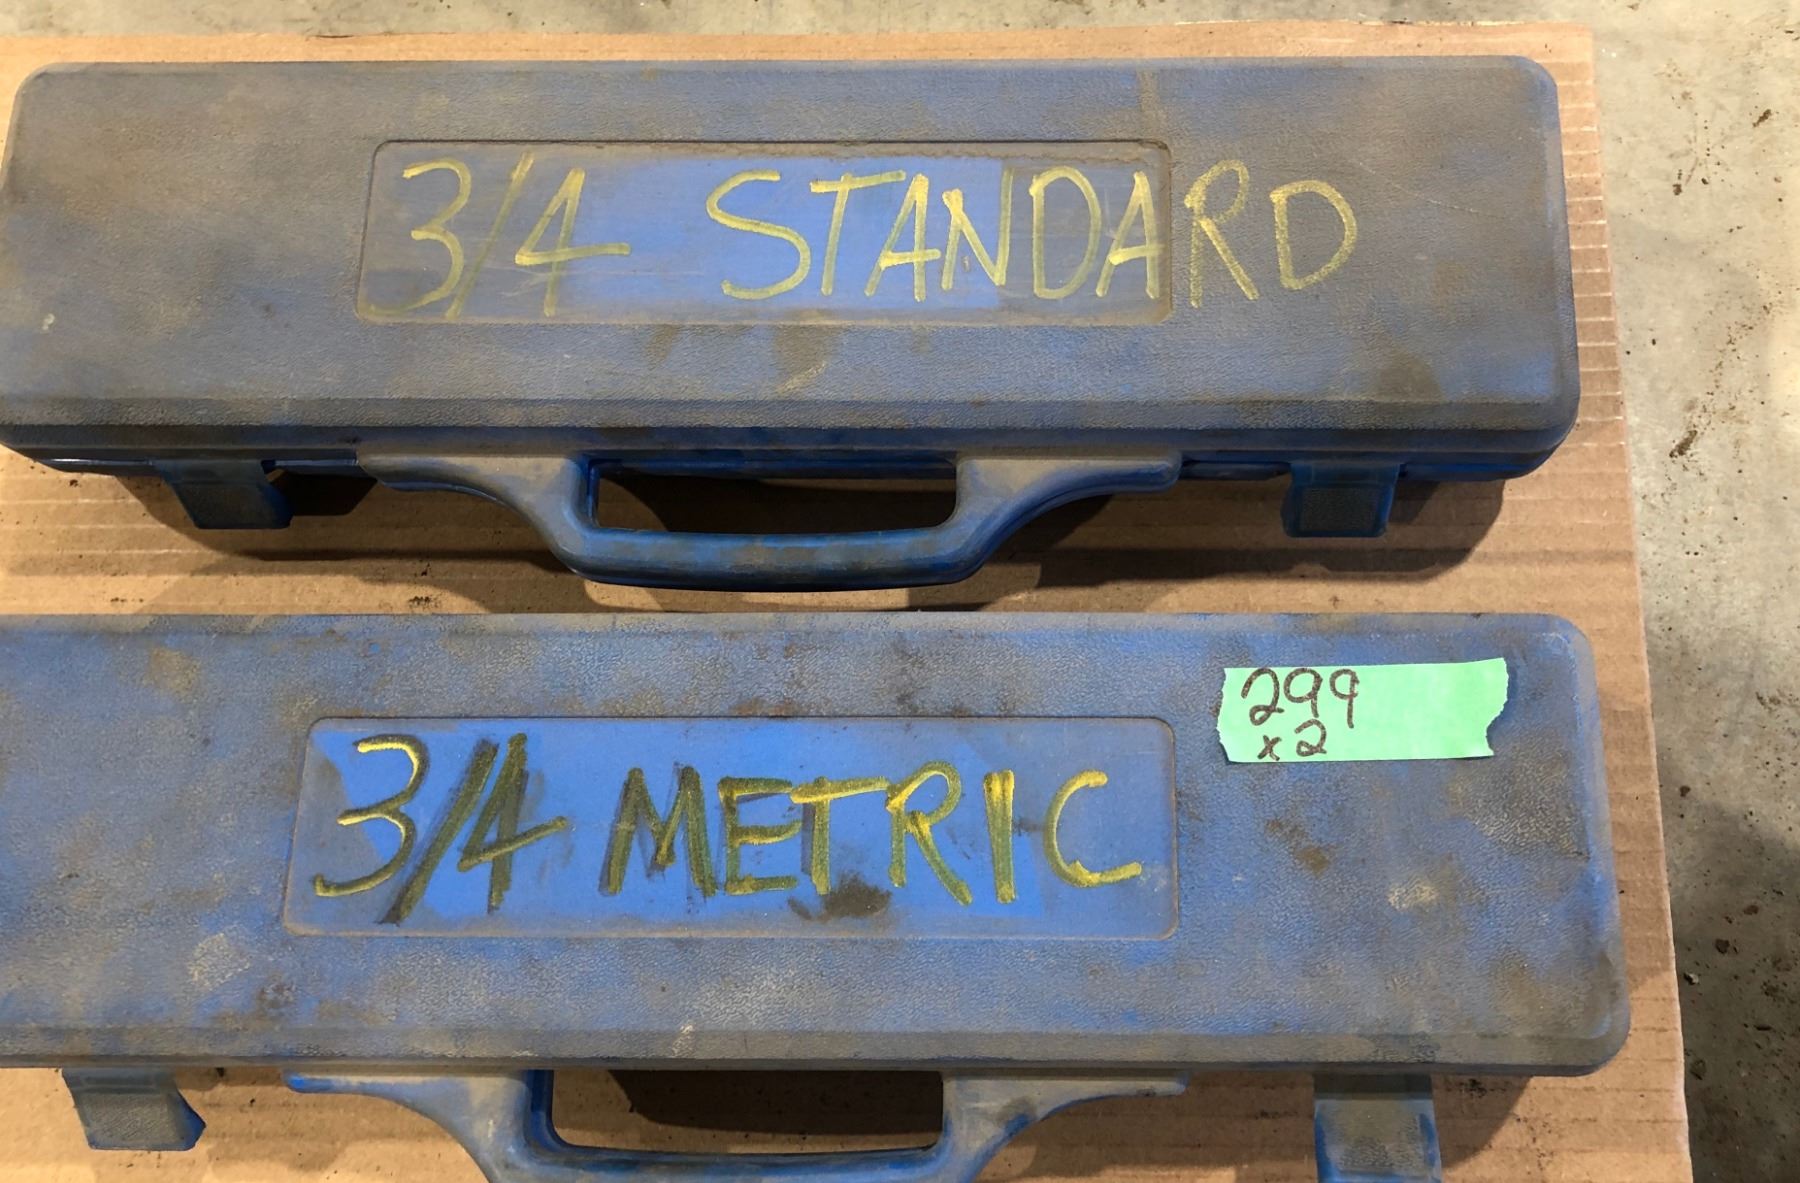 3/4 STANDARD
299
x2
3/4 METRIC